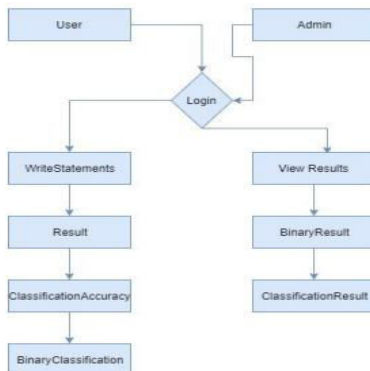 User
Admin
Login
WriteStatements
View Results
Result
BinaryResult
ClassificationAccuracy
ClassificationResult
BinaryClassification